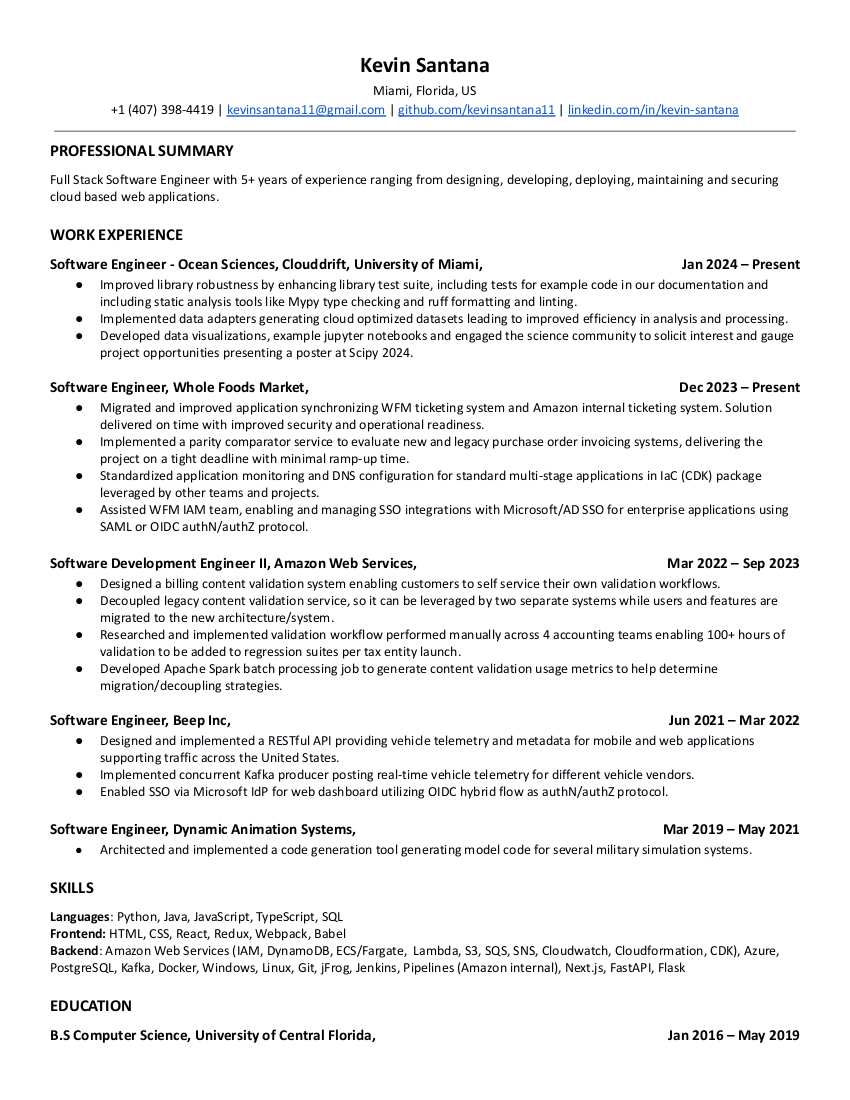 Kevin Santana
Miami, Florida, US
+1 (407) 398-4419 | kevinsantana11@gmail.com | github.com/kevinsantana11 | linkedin.com/in/kevin-santana
PROFESSIONAL SUMMARY
Full Stack Software Engineer with 5+ years of experience ranging from designing, developing, deploying, maintaining and securing
cloud based web applications.
WORK EXPERIENCE
Software Engineer - Ocean Sciences, Clouddrift, University of Miami, Jan 2024 – Present
● Improved library robustness by enhancing library test suite, including tests for example code in our documentation and
including static analysis tools like Mypy type checking and ruff formatting and linting.
● Implemented data adapters generating cloud optimized datasets leading to improved efficiency in analysis and processing.
● Developed data visualizations, example jupyter notebooks and engaged the science community to solicit interest and gauge
project opportunities presenting a poster at Scipy 2024.
Software Engineer, Whole Foods Market, Dec 2023 – Present
● Migrated and improved application synchronizing WFM ticketing system and Amazon internal ticketing system. Solution
delivered on time with improved security and operational readiness.
● Implemented a parity comparator service to evaluate new and legacy purchase order invoicing systems, delivering the
project on a tight deadline with minimal ramp-up time.
● Standardized application monitoring and DNS configuration for standard multi-stage applications in IaC (CDK) package
leveraged by other teams and projects.
● Assisted WFM IAM team, enabling and managing SSO integrations with Microsoft/AD SSO for enterprise applications using
SAML or OIDC authN/authZ protocol.
Software Development Engineer II, Amazon Web Services, Mar 2022 – Sep 2023
● Designed a billing content validation system enabling customers to self service their own validation workflows.
● Decoupled legacy content validation service, so it can be leveraged by two separate systems while users and features are
migrated to the new architecture/system.
● Researched and implemented validation workflow performed manually across 4 accounting teams enabling 100+ hours of
validation to be added to regression suites per tax entity launch.
● Developed Apache Spark batch processing job to generate content validation usage metrics to help determine
migration/decoupling strategies.
Software Engineer, Beep Inc, Jun 2021 – Mar 2022
● Designed and implemented a RESTful API providing vehicle telemetry and metadata for mobile and web applications
supporting traffic across the United States.
● Implemented concurrent Kafka producer posting real-time vehicle telemetry for different vehicle vendors.
● Enabled SSO via Microsoft IdP for web dashboard utilizing OIDC hybrid flow as authN/authZ protocol.
Software Engineer, Dynamic Animation Systems, Mar 2019 – May 2021
● Architected and implemented a code generation tool generating model code for several military simulation systems.
SKILLS
Languages: Python, Java, JavaScript, TypeScript, SQL
Frontend: HTML, CSS, React, Redux, Webpack, Babel
Backend: Amazon Web Services (IAM, DynamoDB, ECS/Fargate, Lambda, S3, SQS, SNS, Cloudwatch, Cloudformation, CDK), Azure,
PostgreSQL, Kafka, Docker, Windows, Linux, Git, jFrog, Jenkins, Pipelines (Amazon internal), Next.js, FastAPI, Flask
EDUCATION
B.S Computer Science, University of Central Florida, Jan 2016 – May 2019